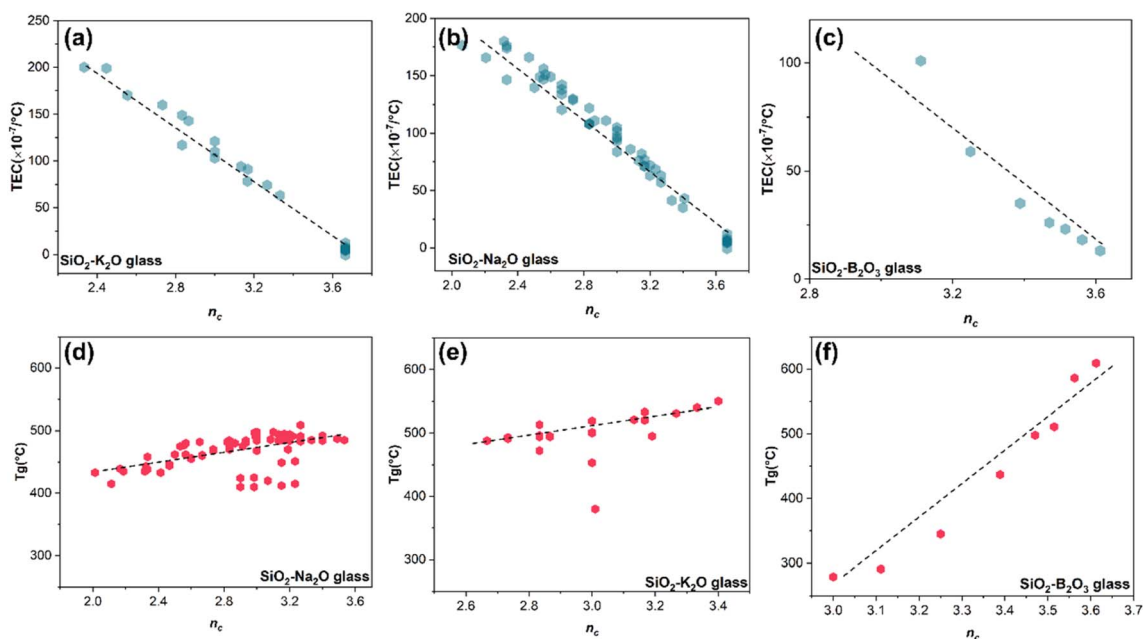 (a)
TEC(×10⁻⁷/°C)
250
200
150
100
50
0
SiO₂-K₂O glass
2.4 2.8 3.2 3.6
n_c
(b)
TEC(×10⁻⁷/°C)
200
150
100
50
0
SiO₂-Na₂O glass
2.0 2.4 2.8 3.2 3.6
n_c
(c)
TEC(×10⁻⁷/°C)
100
50
0
SiO₂-B₂O₃ glass
2.8 3.2 3.6
n_c
(d)
Tg(°C)
600
500
400
300
SiO₂-Na₂O glass
2.0 2.4 2.8 3.2 3.6
n_c
(e)
Tg(°C)
600
500
400
300
SiO₂-K₂O glass
2.6 2.8 3.0 3.2 3.4
n_c
(f)
Tg(°C)
600
500
400
300
SiO₂-B₂O₃ glass
3.0 3.1 3.2 3.3 3.4 3.5 3.6 3.7
n_c